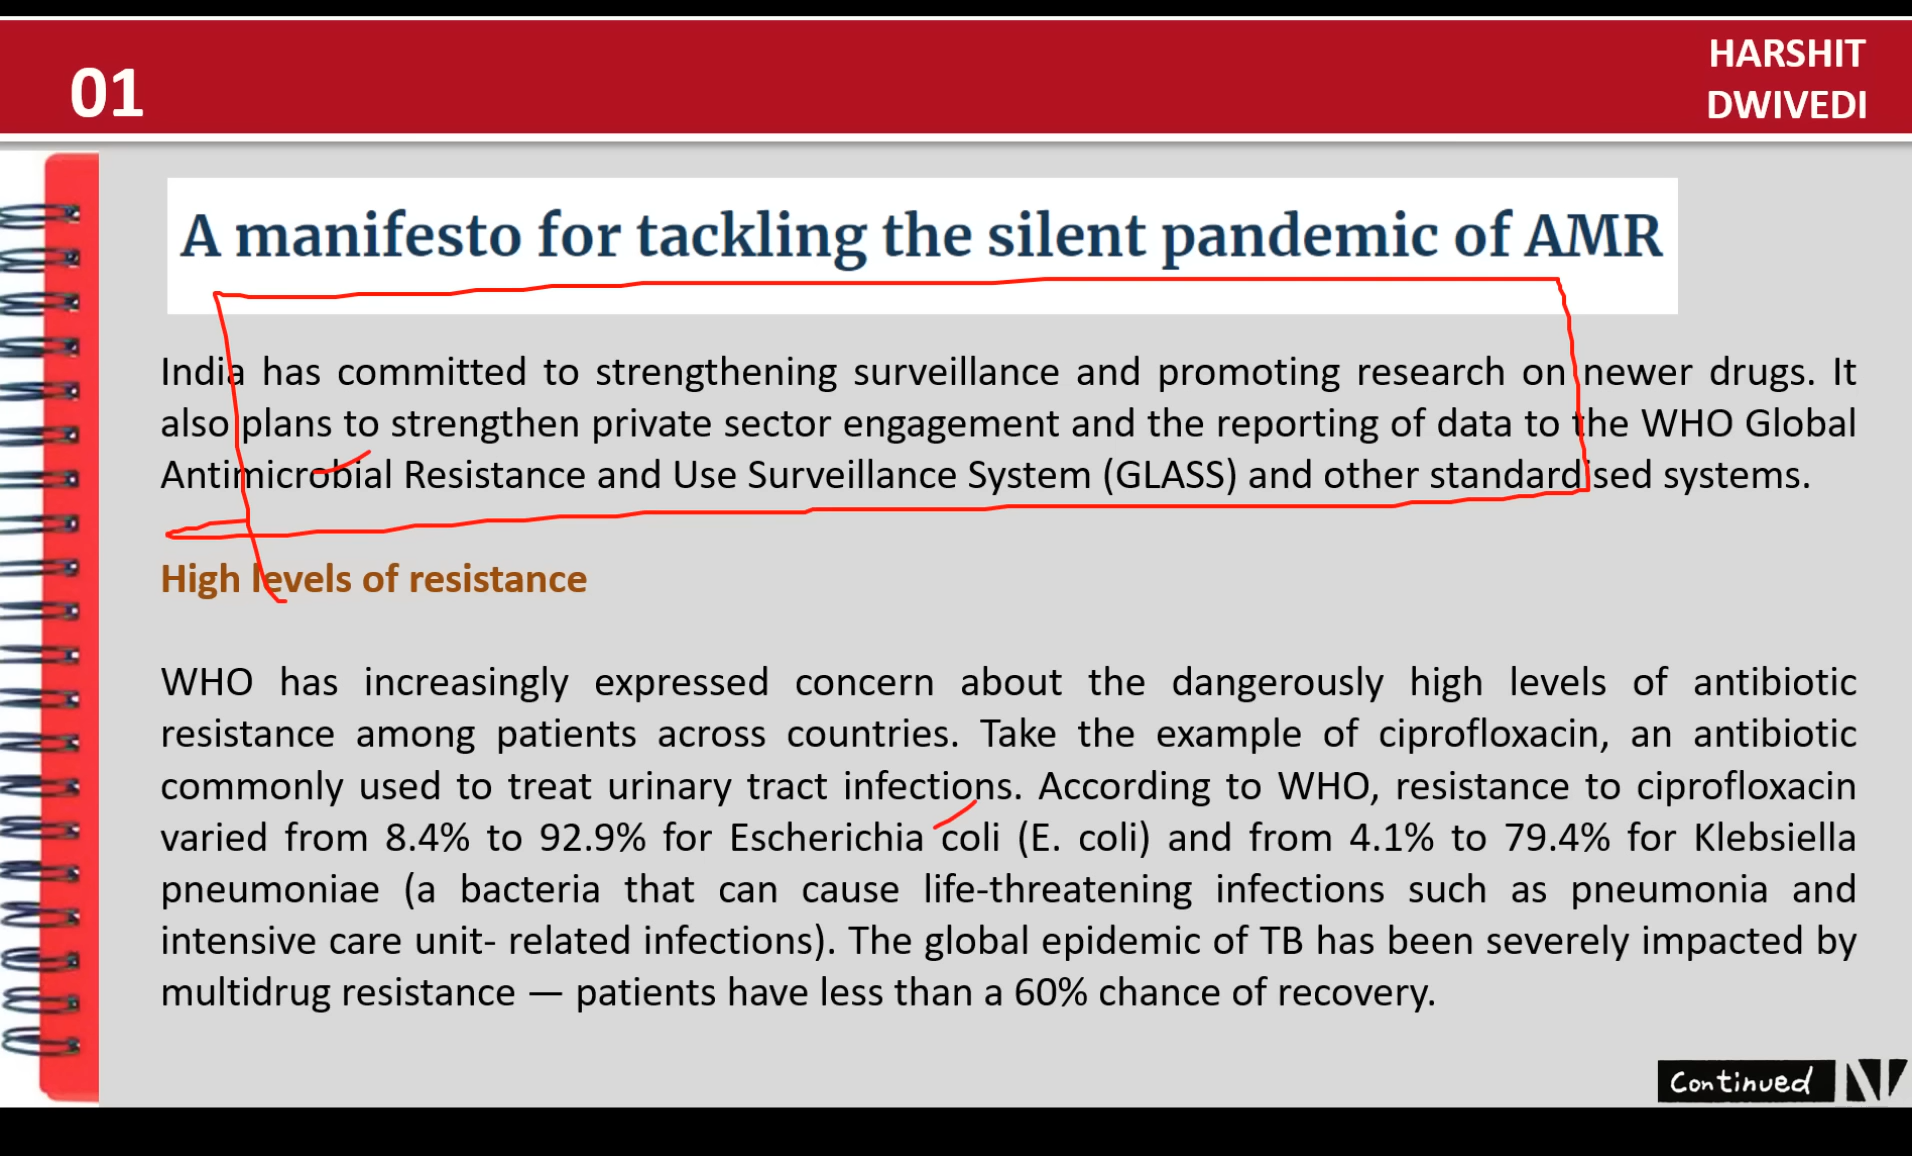 01
HARSHIT
DWIVEDI
A manifesto for tackling the silent pandemic of AMR
India has committed to strengthening surveillance and promoting research on newer drugs. It
also plans to strengthen private sector engagement and the reporting of data to the WHO Global
Antimicrobial Resistance and Use Surveillance System (GLASS) and other standardised systems.
High levels of resistance
WHO has increasingly expressed concern about the dangerously high levels of antibiotic
resistance among patients across countries. Take the example of ciprofloxacin, an antibiotic
commonly used to treat urinary tract infections. According to WHO, resistance to ciprofloxacin
varied from 8.4% to 92.9% for Escherichia coli (E. coli) and from 4.1% to 79.4% for Klebsiella
pneumoniae (a bacteria that can cause life-threatening infections such as pneumonia and
intensive care unit- related infections). The global epidemic of TB has been severely impacted by
multidrug resistance — patients have less than a 60% chance of recovery.
Continued